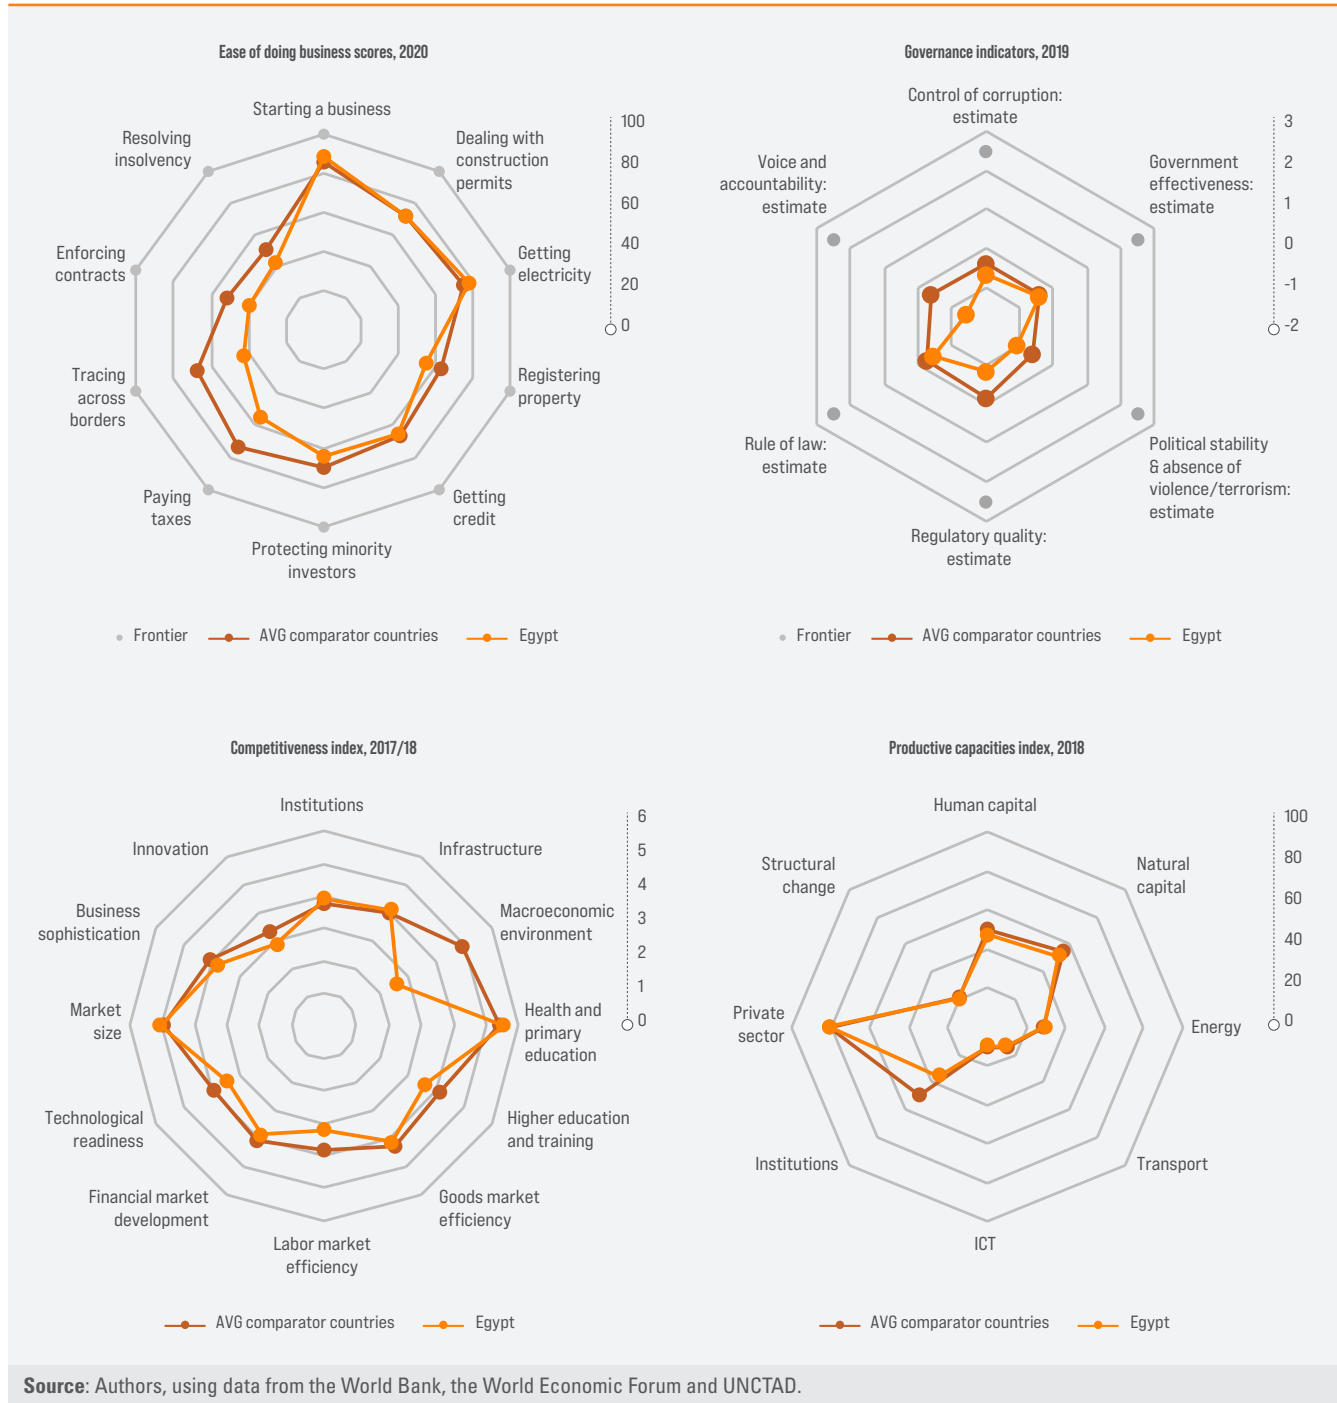 Ease of doing business scores, 2020
Starting a business
Dealing with
construction
permits
Getting
electricity
Registering
property
Getting
credit
Protecting minority
investors
Paying
taxes
Tracing
across
borders
Enforcing
contracts
Resolving
insolvency
100
80
60
40
20
0
Frontier
AVG comparator countries
Egypt
Governance indicators, 2019
Control of corruption:
estimate
Government
effectiveness:
estimate
Political stability
& absence of
violence/terrorism:
estimate
Regulatory quality:
estimate
Rule of law:
estimate
Voice and
accountability:
estimate
3
2
1
0
-1
-2
Frontier
AVG comparator countries
Egypt
Competitiveness index, 2017/18
Institutions
Infrastructure
Macroeconomic
environment
Health and
primary
education
Higher education
and training
Goods market
efficiency
Labor market
efficiency
Financial market
development
Technological
readiness
Market
size
Business
sophistication
Innovation
6
5
4
3
2
1
0
AVG comparator countries
Egypt
Productive capacities index, 2018
Human capital
Natural
capital
Energy
Transport
ICT
Institutions
Private
sector
Structural
change
100
80
60
40
20
0
AVG comparator countries
Egypt
Source: Authors, using data from the World Bank, the World Economic Forum and UNCTAD.